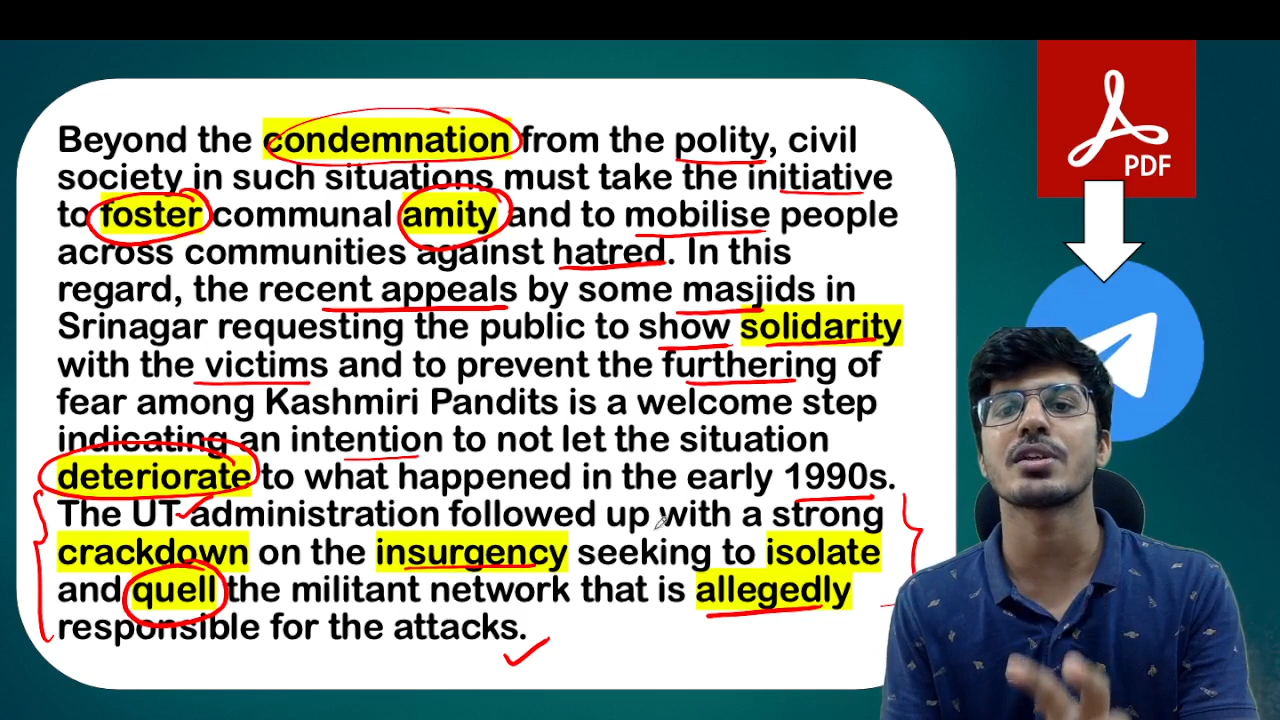 Beyond the condemnation from the polity, civil
society in such situations must take the initiative
to foster communal amity and to mobilise people
across communities against hatred. In this
regard, the recent appeals by some masjids in
Srinagar requesting the public to show solidarity
with the victims and to prevent the furthering of
fear among Kashmiri Pandits is a welcome step
indicating an intention to not let the situation
deteriorate to what happened in the early 1990s.
The UT administration followed up with a strong
crackdown on the insurgency seeking to isolate
and quell the militant network that is allegedly
responsible for the attacks.
PDF